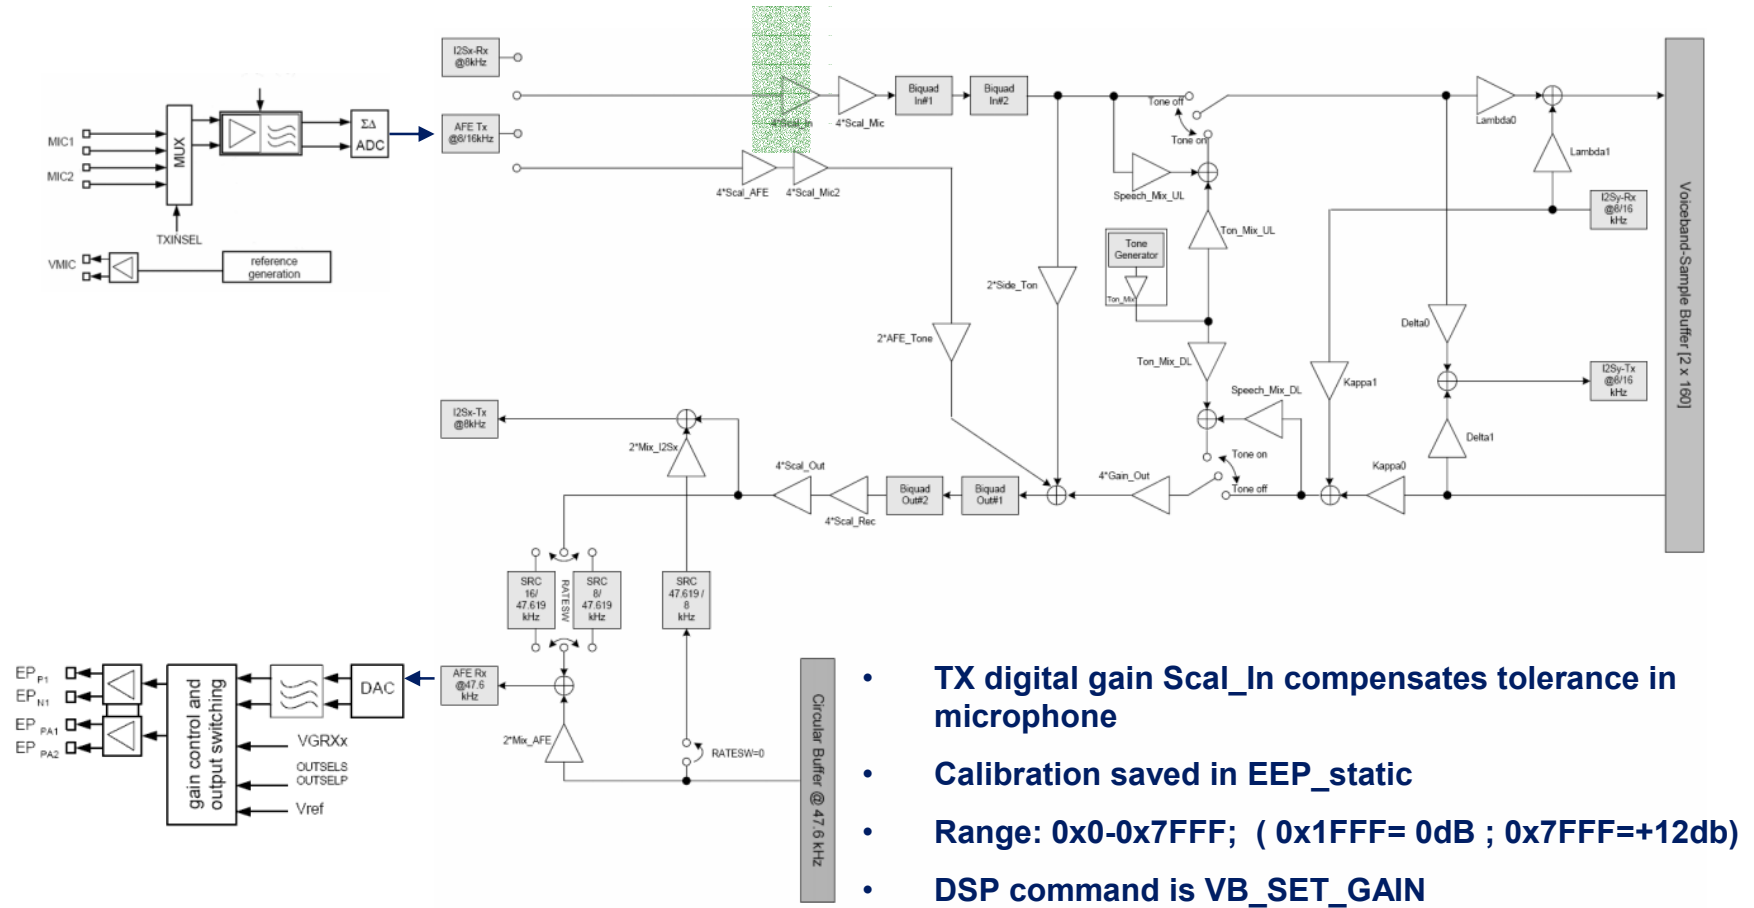 I2Sx-Rx
@8kHz
MIC1
MIC2
MUX
ΣΔ
ADC
AFE Tx
@8/16kHz
TXINSEL
VMIC
reference
generation
4*Scal_In
4*Scal_Mic
Biquad
In#1
Biquad
In#2
4*Scal_AFE
4*Scal_Mic2
Tone off
Tone on
Speech_Mix_UL
Ton_Mix_UL
Tone
Generator
Ton_Mix
2*Side_Ton
2*AFE_Tone
Ton_Mix_DL
Speech_Mix_DL
Lambda0
Lambda1
I2Sy-Rx
@8/16
kHz
Delta0
Kappa1
I2Sy-Tx
@8/16
kHz
Delta1
Kappa0
Voiceband-Sample Buffer [2 x 160]
I2Sx-Tx
@8kHz
2*Mix_I2Sx
4*Scal_Out
4*Scal_Rec
Biquad
Out#2
Biquad
Out#1
4*Gain_Out
Tone on
Tone off
SRC
16/
47.619
kHz
RATESW
SRC
8/
47.619
kHz
SRC
47.619 /
8
kHz
EP P1
EP N1
EP PA1
EP PA2
gain control and
output switching
DAC
VGRXx
OUTSELS
OUTSELP
Vref
AFE Rx
@47.6
kHz
2*Mix_AFE
RATESW=0
Circular Buffer @ 47.6 kHz
• TX digital gain Scal_In compensates tolerance in
microphone
• Calibration saved in EEP_static
• Range: 0x0-0x7FFF; ( 0x1FFF= 0dB ; 0x7FFF=+12db)
• DSP command is VB_SET_GAIN